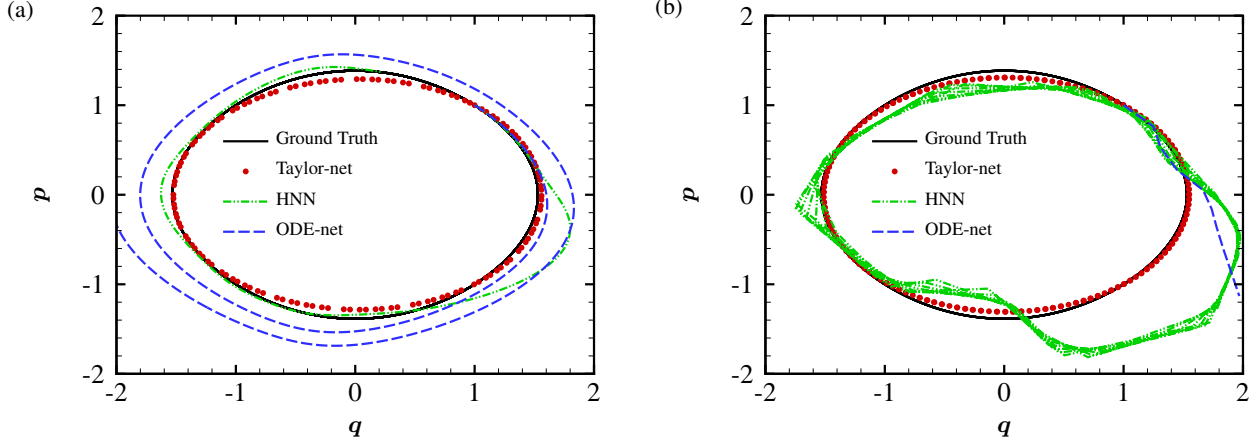 (a)
2
1
0
-1
-2
p
-2
-1
0
1
2
q
Ground Truth
Taylor-net
HNN
ODE-net
(b)
2
1
0
-1
-2
p
-2
-1
0
1
2
q
Ground Truth
Taylor-net
HNN
ODE-net